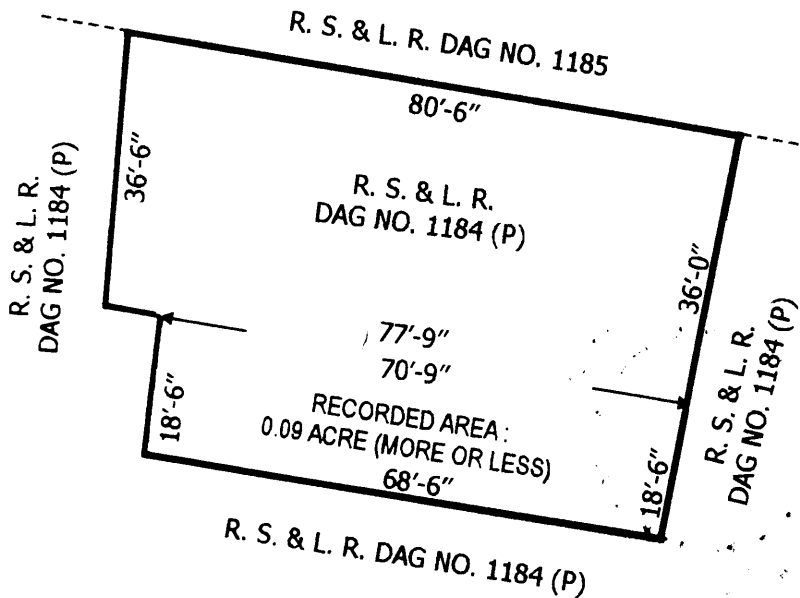 R. S. & L. R. DAG NO. 1185
80'-6"
36'-6"
R. S. & L. R.
DAG NO. 1184 (P)
R. S. & L. R.
DAG NO. 1184 (P)
36'-0"
77'-9"
70'-9"
R. S. & L. R.
DAG NO. 1184 (P)
18'-6"
RECORDED AREA :
0.09 ACRE (MORE OR LESS)
68'-6"
18'-6"
R. S. & L. R. DAG NO. 1184 (P)